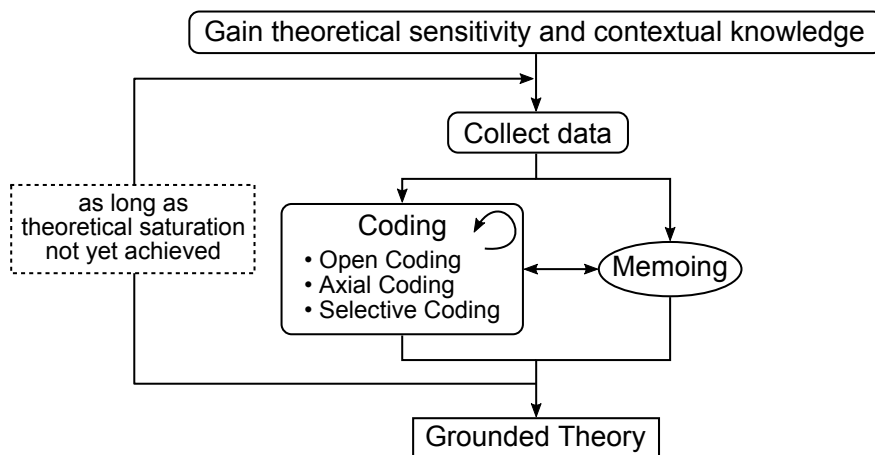 Gain theoretical sensitivity and contextual knowledge
Collect data
as long as
theoretical saturation
not yet achieved
Coding
• Open Coding
• Axial Coding
• Selective Coding
Memoing
Grounded Theory